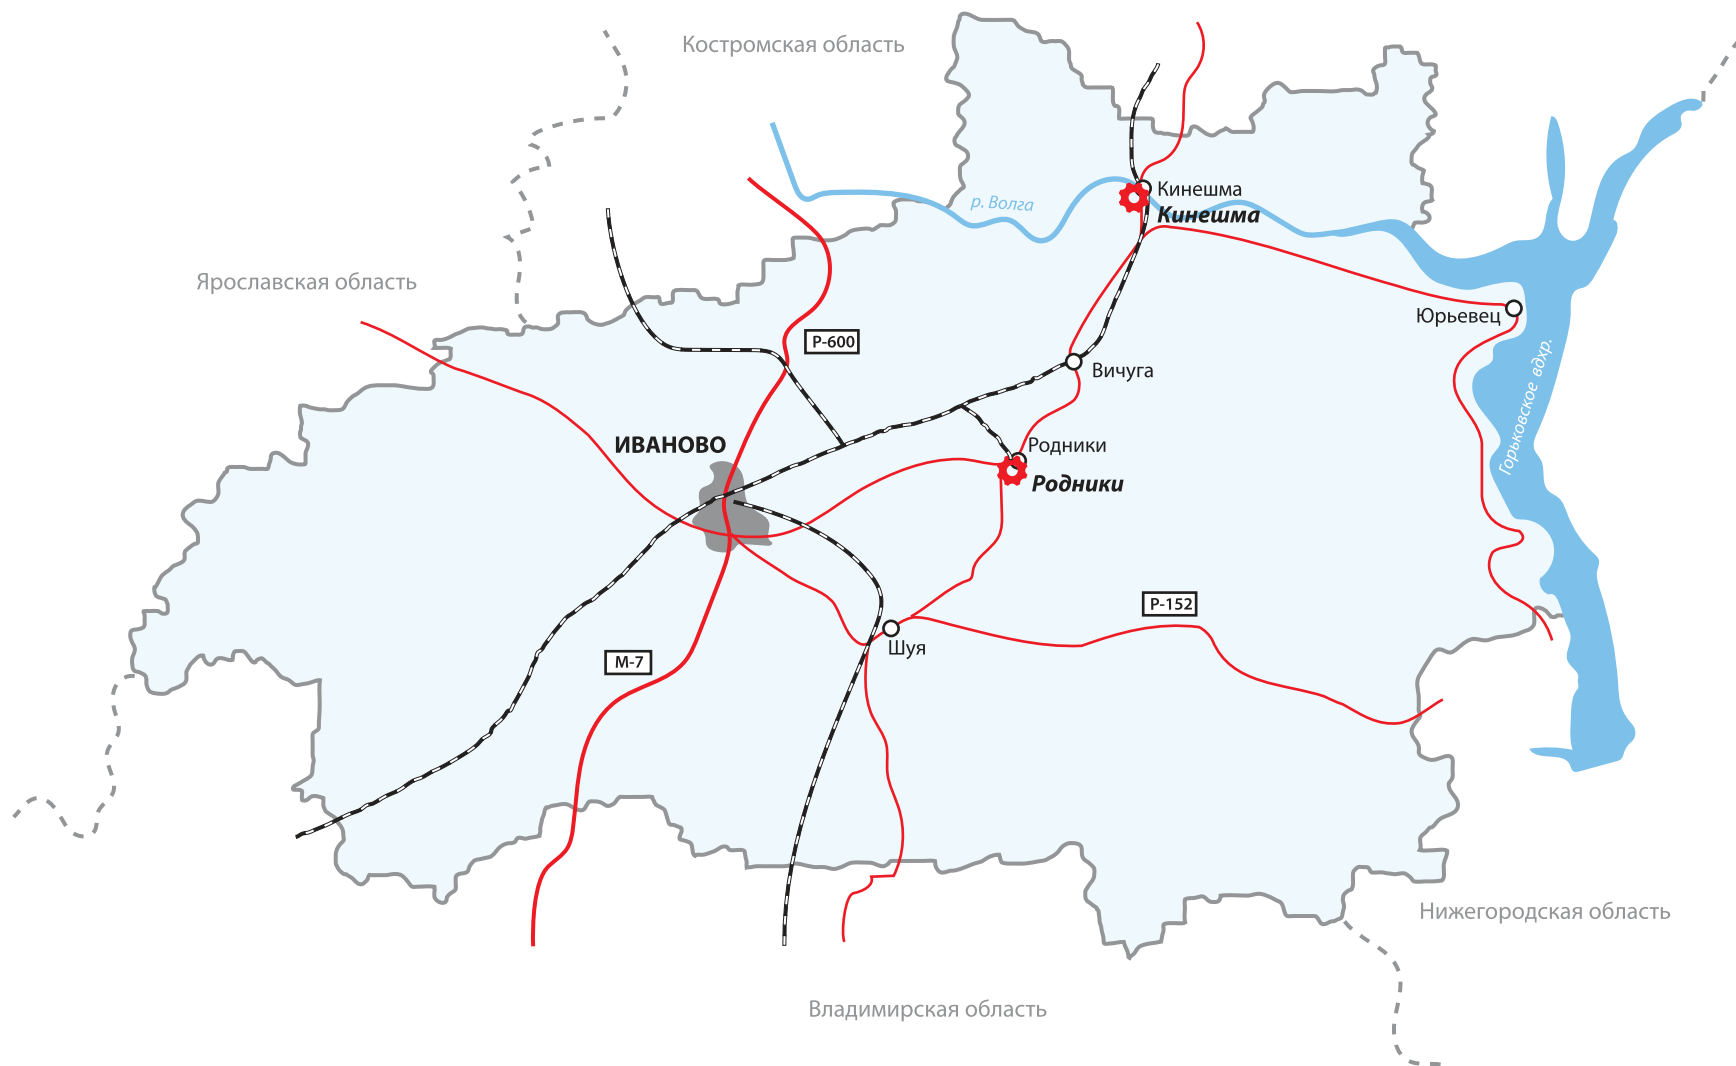 Костромская область
Кинешма
р. Волга
Кинешма
Ярославская область
Юрьевец
Р-600
Горьковское вдхр.
Вичуга
ИВАНОВО
Родники
Родники
Р-152
Шуя
М-7
Нижегородская область
Владимирская область